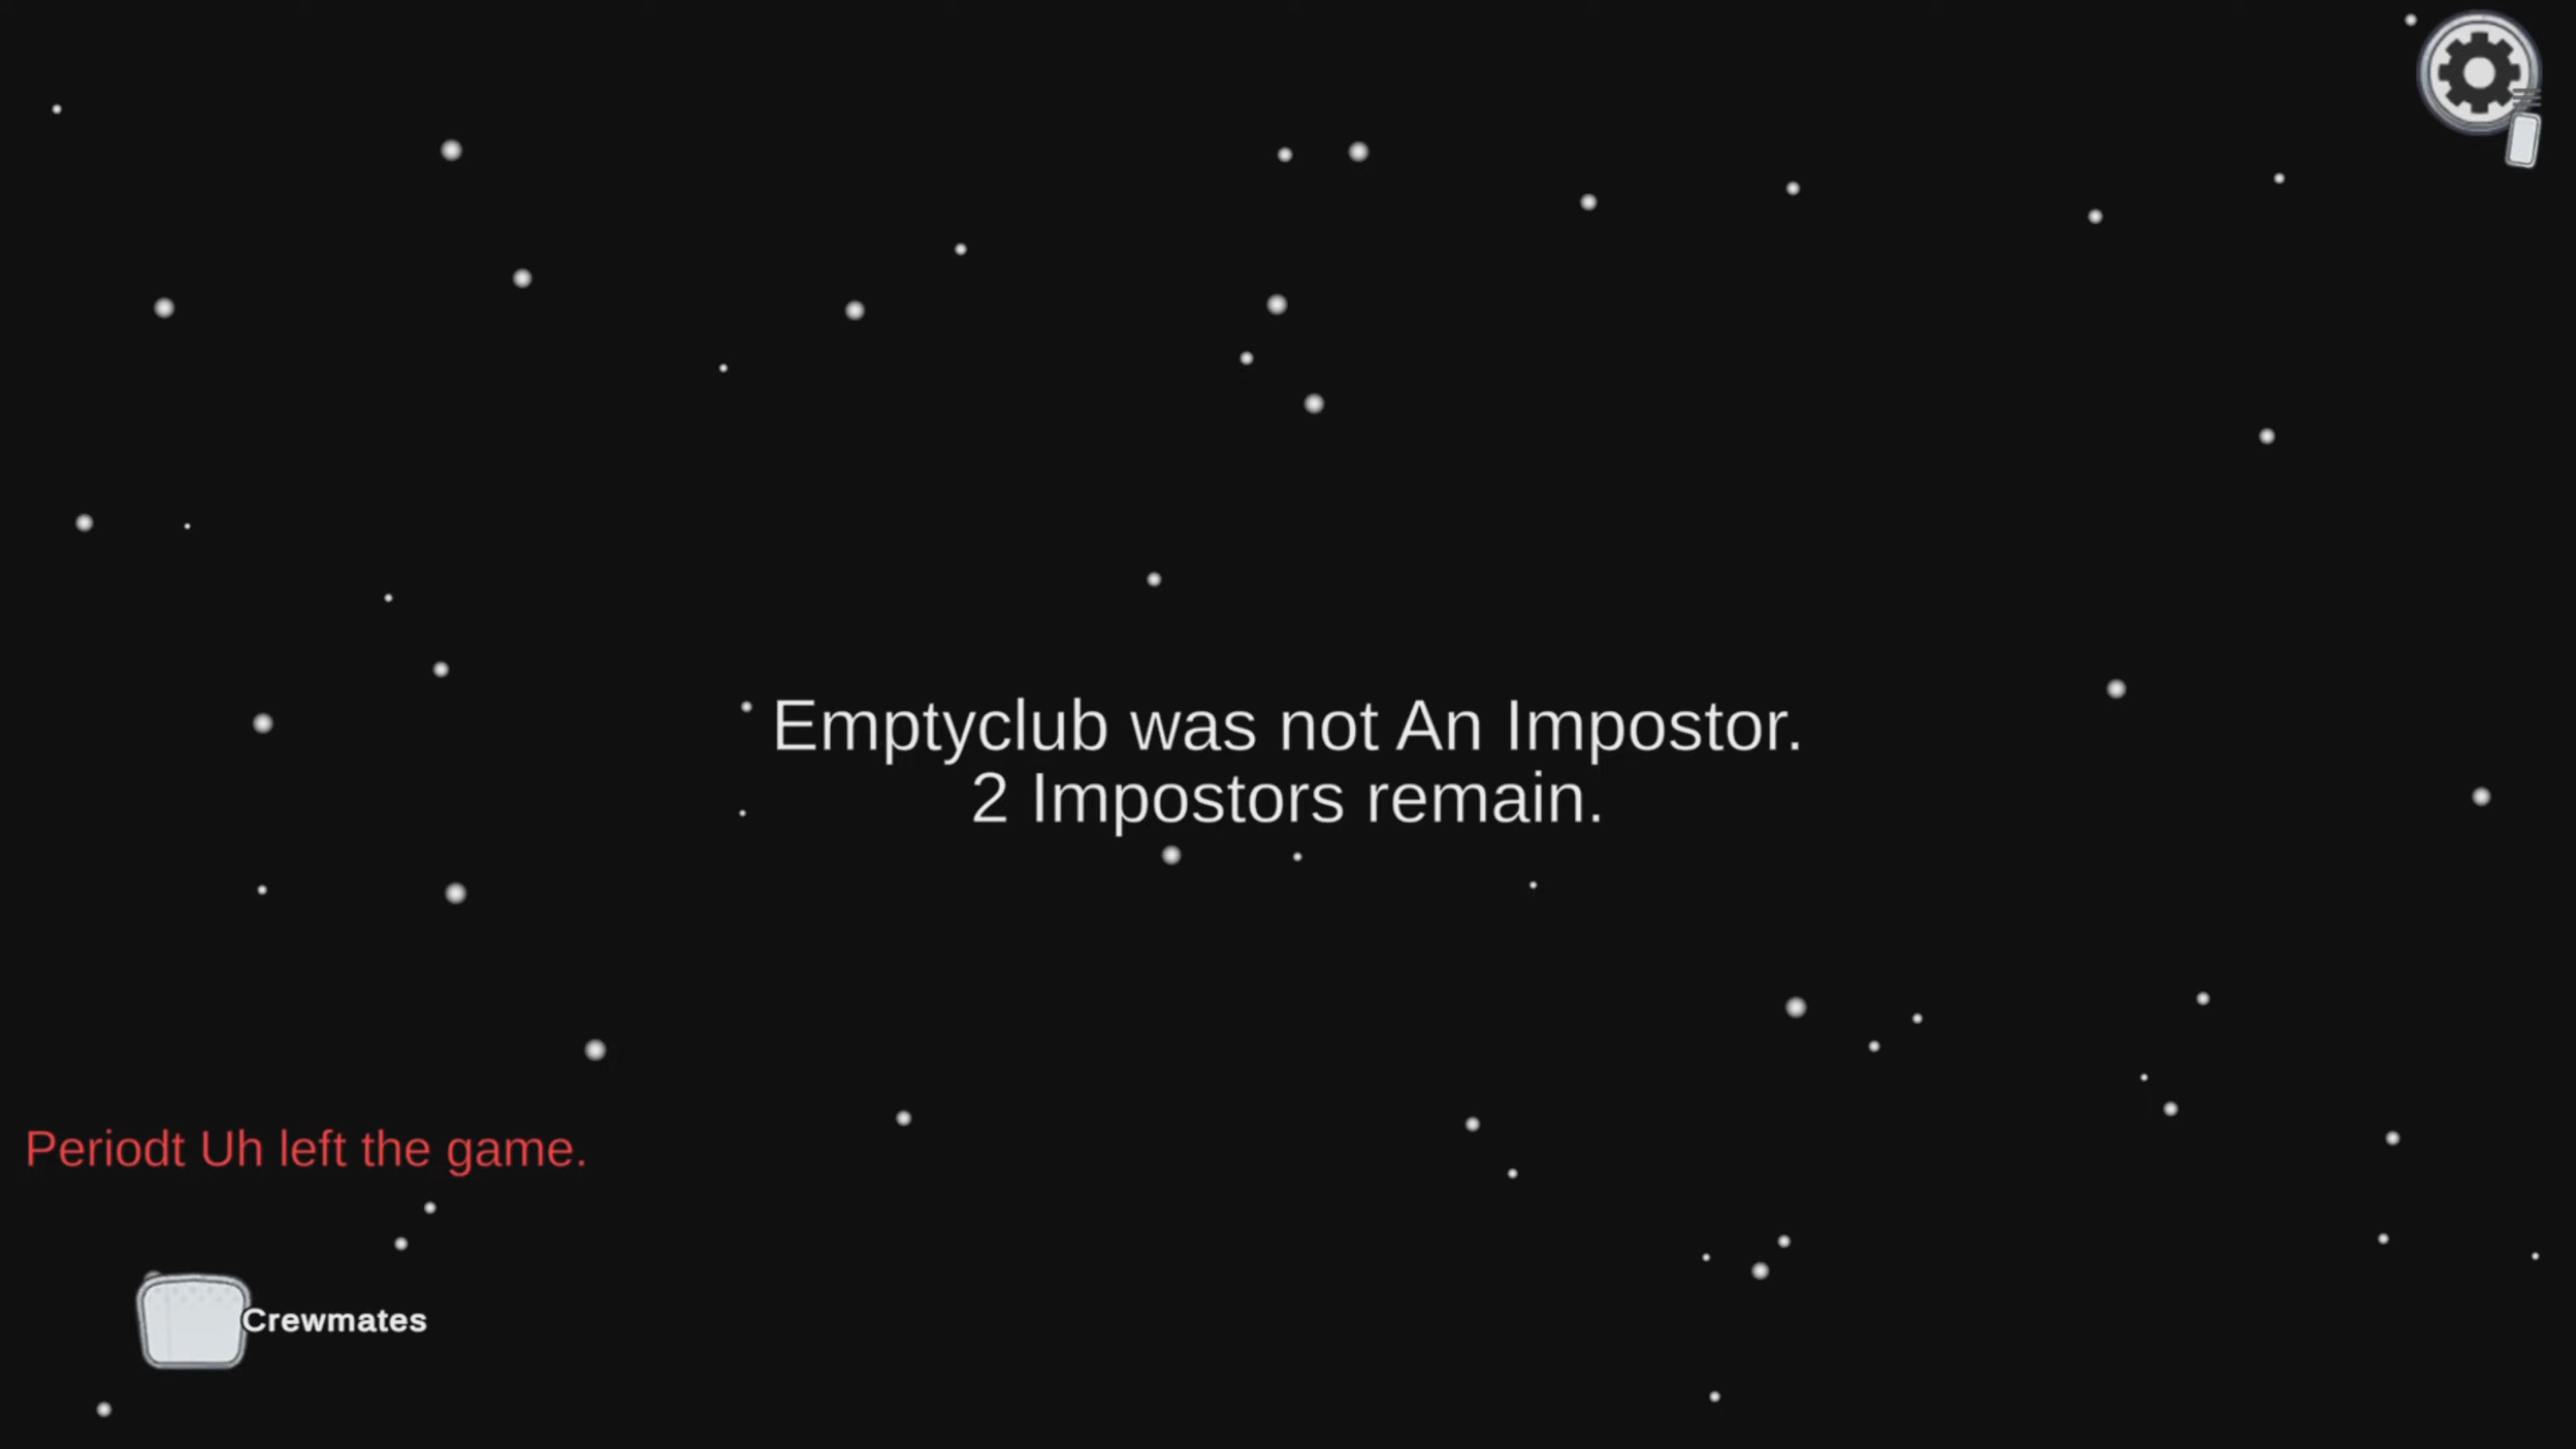 Emptyclub was not An Impostor.
2 Impostors remain.
Periodt Uh left the game.
Crewmates